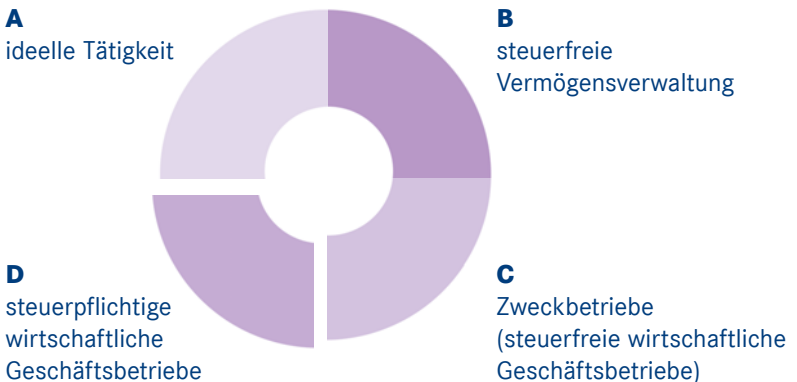 A
ideelle Tätigkeit
B
steuerfreie
Vermögensverwaltung
D
steuerpflichtige
wirtschaftliche
Geschäftsbetriebe
C
Zweckbetriebe
(steuerfreie wirtschaftliche
Geschäftsbetriebe)